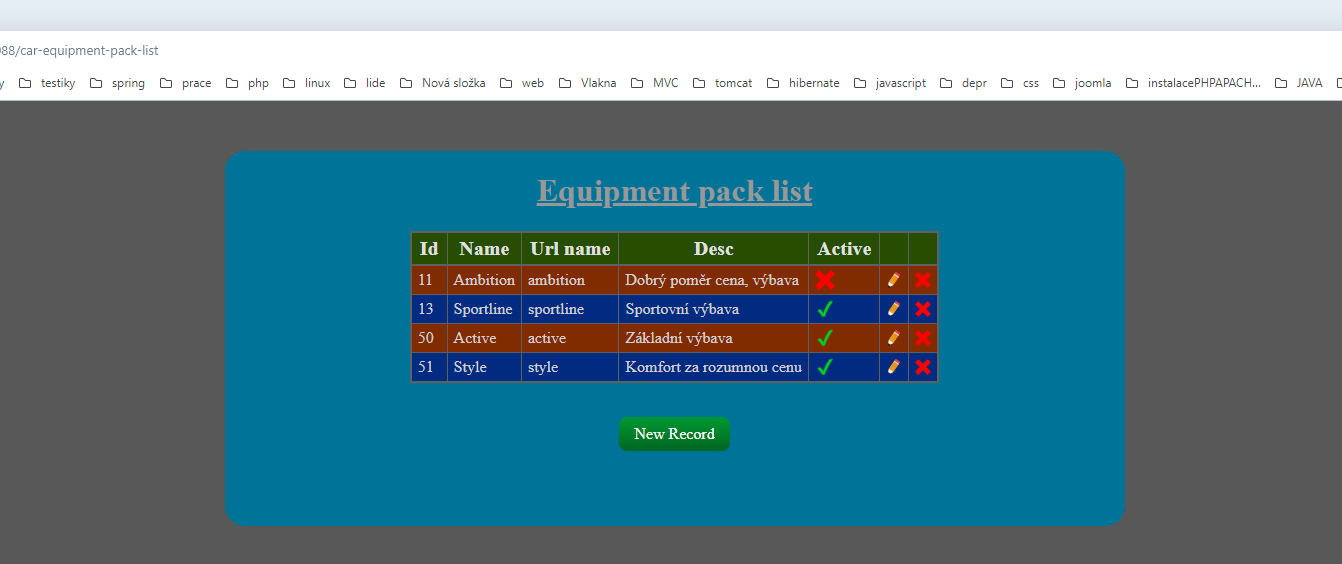 088/car-equipment-pack-list
y testiky spring prace php linux lide Nová složka web Vlakna MVC tomcat hibernate javascript depr css joomla instalacePHPAPACH... JAVA
Equipment pack list
Id Name Url name Desc Active
11 Ambition ambition Dobrý poměr cena, výbava
13 Sportline sportline Sportovní výbava
50 Active active Základní výbava
51 Style style Komfort za rozumnou cenu
New Record